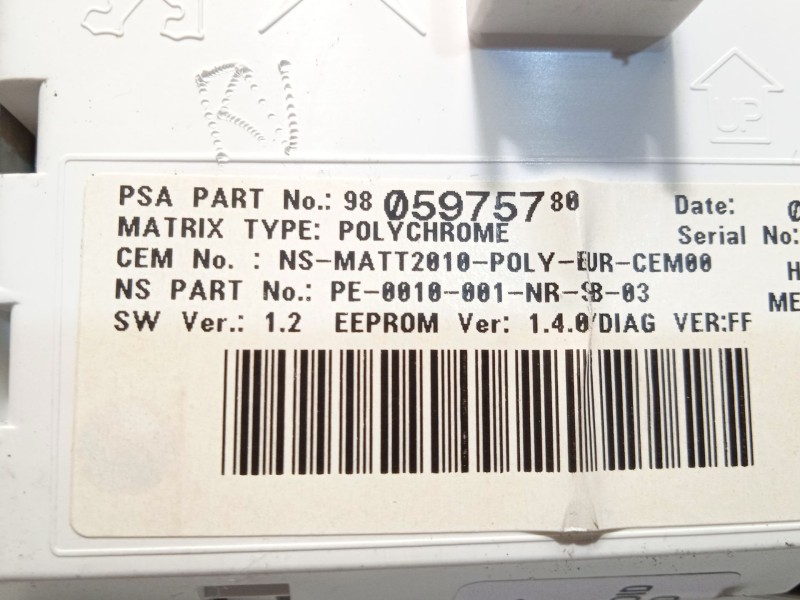 UP
PSA PART No.: 98 05975780 Date:
MATRIX TYPE: POLYCHROME Serial No:
CEM No. : NS-MATT2010-POLY-EUR-CEM00
NS PART No.: PE-0010-001-NR-SB-03
SW Ver.: 1.2 EEPROM Ver: 1.4.0/DIAG VER:FF